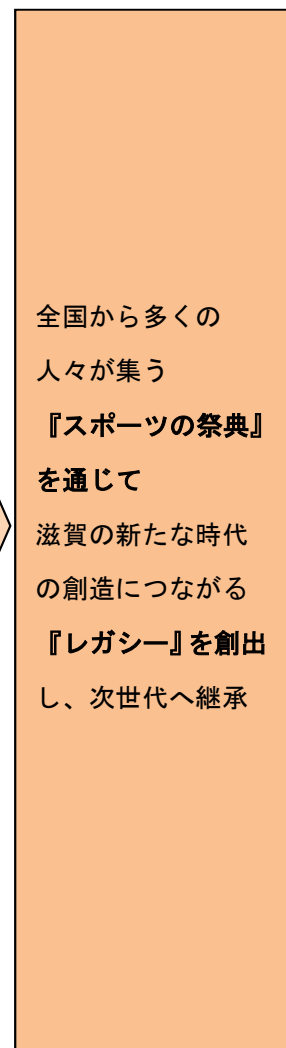 全国から多くの
人々が集う
『スポーツの祭典』
を通じて
滋賀の新たな時代
の創造につながる
『レガシー』を創出
し、次世代へ継承